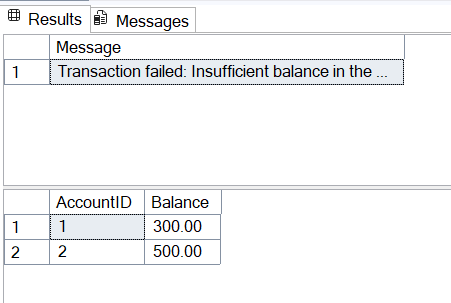 Results Messages
Message
1 Transaction failed: Insufficient balance in the ...
AccountID Balance
1 1 300.00
2 2 500.00